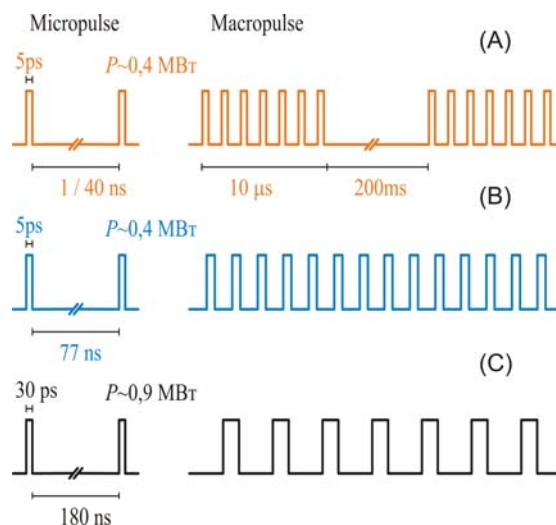 Micropulse Macropulse
(A)
5ps P~0,4 МВт
1 / 40 ns 10 μs 200ms
(B)
5ps P~0,4 МВт
77 ns
(C)
30 ps P~0,9 МВт
180 ns